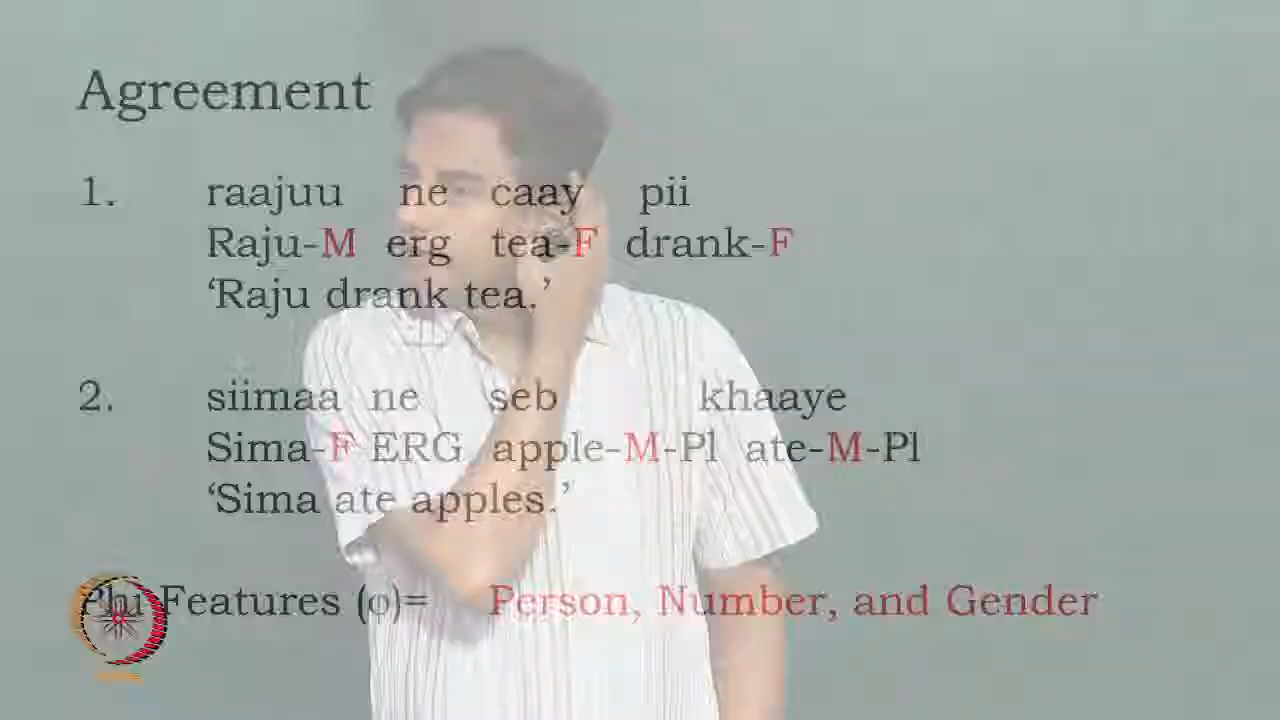 Agreement
1. raajuu ne caay pii
Raju-M erg tea-F drank-F
‘Raju drank tea.’
2. siimaa ne seb khaaye
Sima-F ERG apple-M-Pl ate-M-Pl
‘Sima ate apples.’
Phi Features (φ)= Person, Number, and Gender